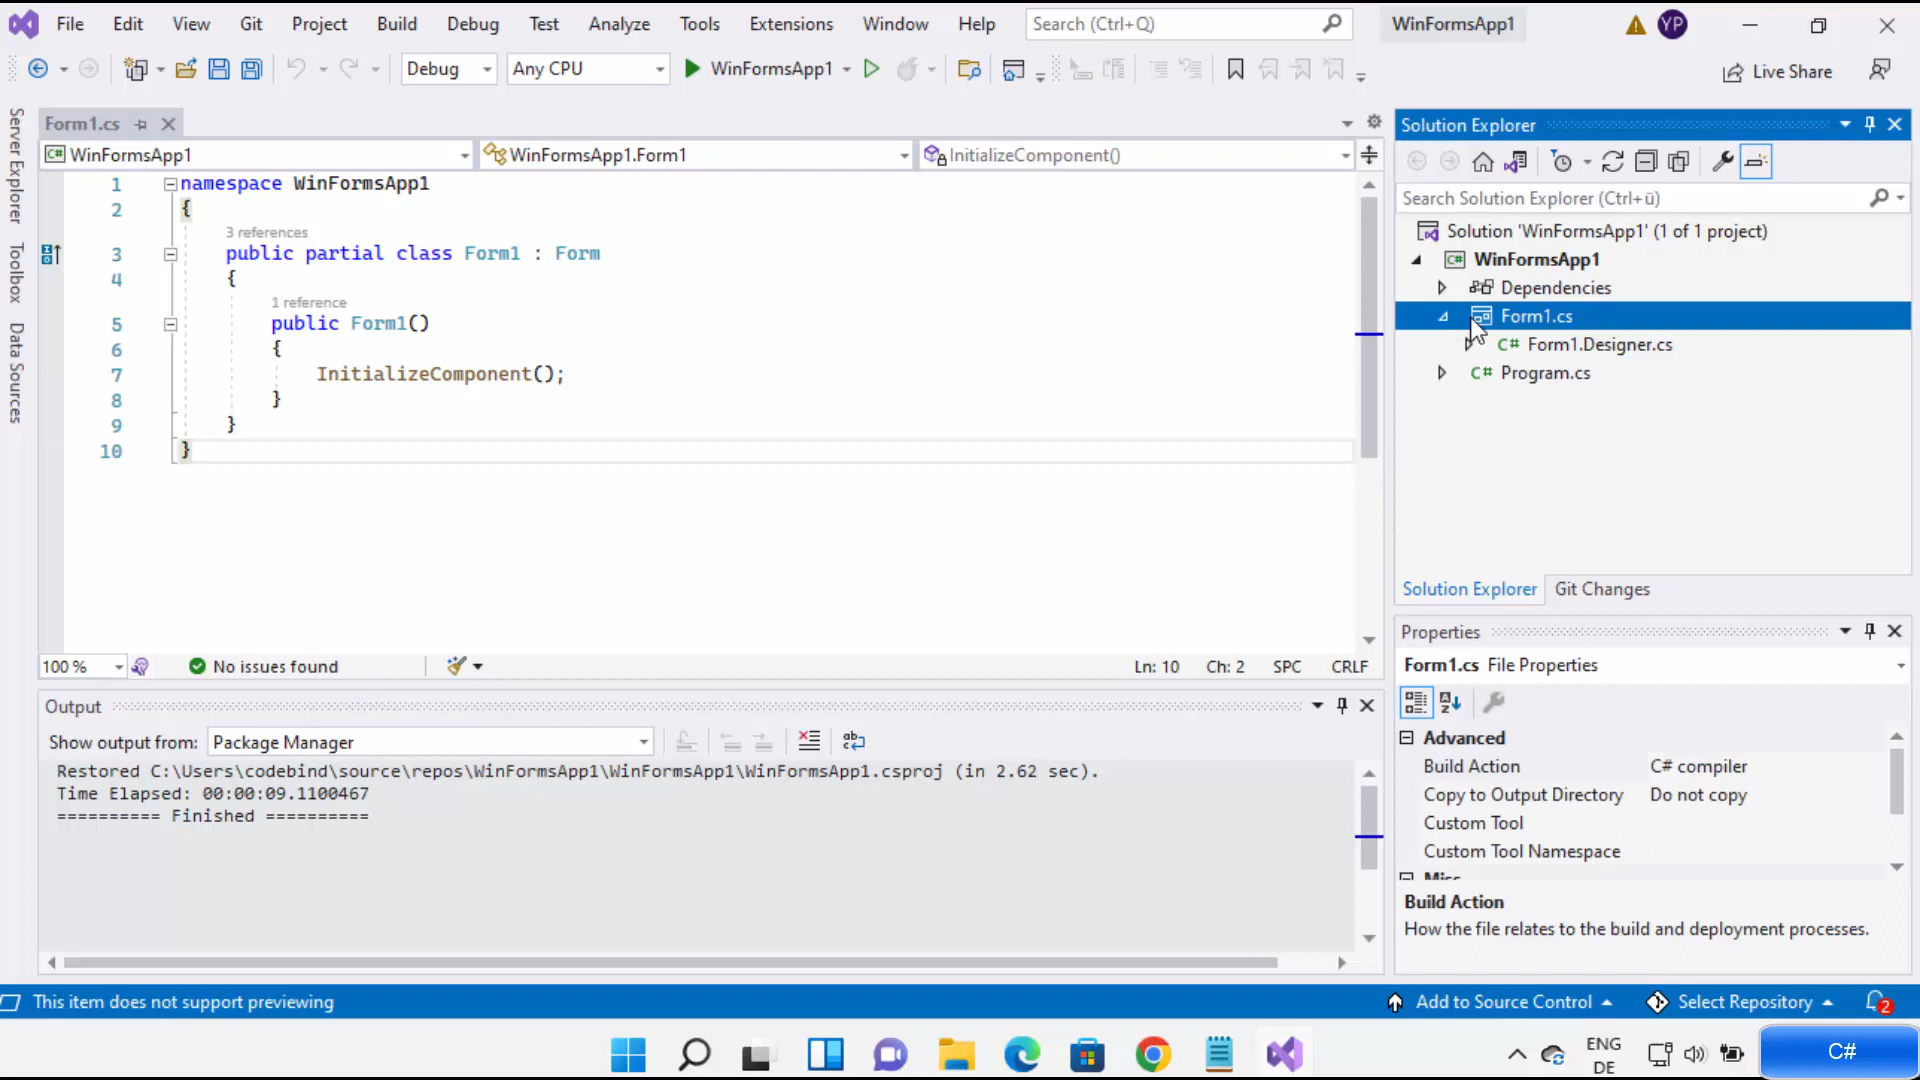 File Edit View Git Project Build Debug Test Analyze Tools Extensions Window Help Search (Ctrl+Q) WinFormsApp1 YP
Debug Any CPU WinFormsApp1 Live Share
Server Explorer
Toolbox
Data Sources
Form1.cs
WinFormsApp1 WinFormsApp1.Form1 InitializeComponent()
1 namespace WinFormsApp1
2 {
3 references
3 public partial class Form1 : Form
4 {
1 reference
5 public Form1()
6 {
7 InitializeComponent();
8 }
9 }
10 }
100 % No issues found Ln: 10 Ch: 2 SPC CRLF
Output
Show output from: Package Manager
Restored C:\Users\codebind\source\repos\WinFormsApp1\WinFormsApp1\WinFormsApp1.csproj (in 2.62 sec).
Time Elapsed: 00:00:09.1100467
========== Finished ==========
Solution Explorer
Search Solution Explorer (Ctrl+ü)
Solution 'WinFormsApp1' (1 of 1 project)
C# WinFormsApp1
Dependencies
Form1.cs
C# Form1.Designer.cs
C# Program.cs
Solution Explorer Git Changes
Properties
Form1.cs File Properties
Advanced
Build Action C# compiler
Copy to Output Directory Do not copy
Custom Tool
Custom Tool Namespace
Misc
Build Action
How the file relates to the build and deployment processes.
This item does not support previewing Add to Source Control Select Repository 2
ENG
DE
C#